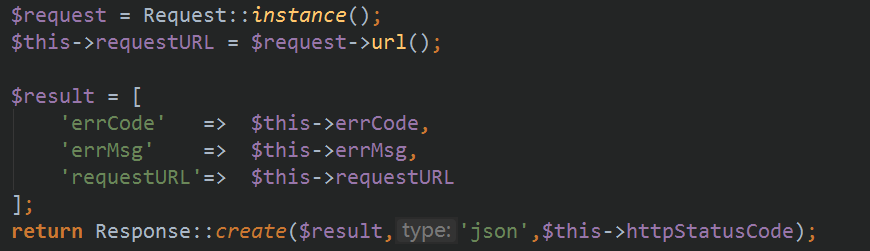 $request = Request::instance();
$this->requestURL = $request->url();
$result = [
    'errCode'   =>  $this->errCode,
    'errMsg'    =>  $this->errMsg,
    'requestURL'=>  $this->requestURL
];
return Response::create($result, type: 'json',$this->httpStatusCode);